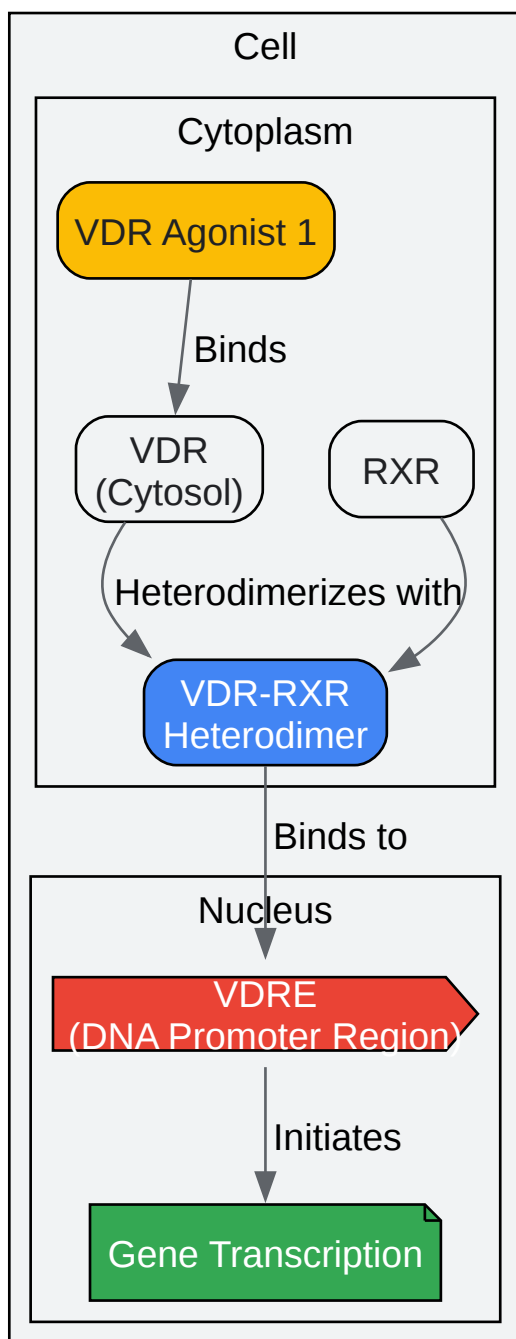 Cell
Cytoplasm
VDR Agonist 1
Binds
VDR
(Cytosol)
RXR
Heterodimerizes with
VDR-RXR
Heterodimer
Binds to
Nucleus
VDRE
(DNA Promoter Region)
Initiates
Gene Transcription